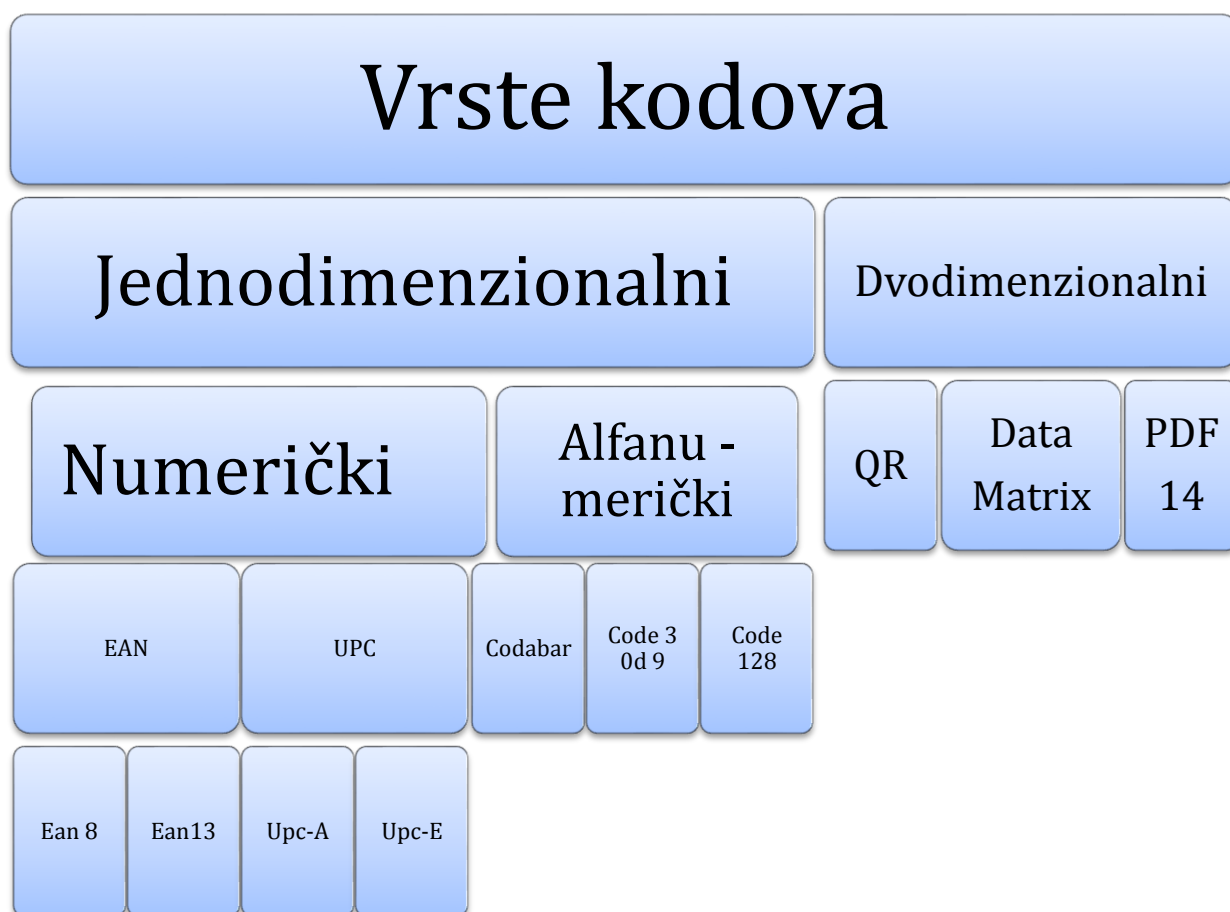 Vrste kodova
Jednodimenzionalni
Dvodimenzionalni
Numerički
Alfanu -
merički
QR
Data
Matrix
PDF
14
EAN
UPC
Codabar
Code 3
0d 9
Code
128
Ean 8
Ean13
Upc-A
Upc-E